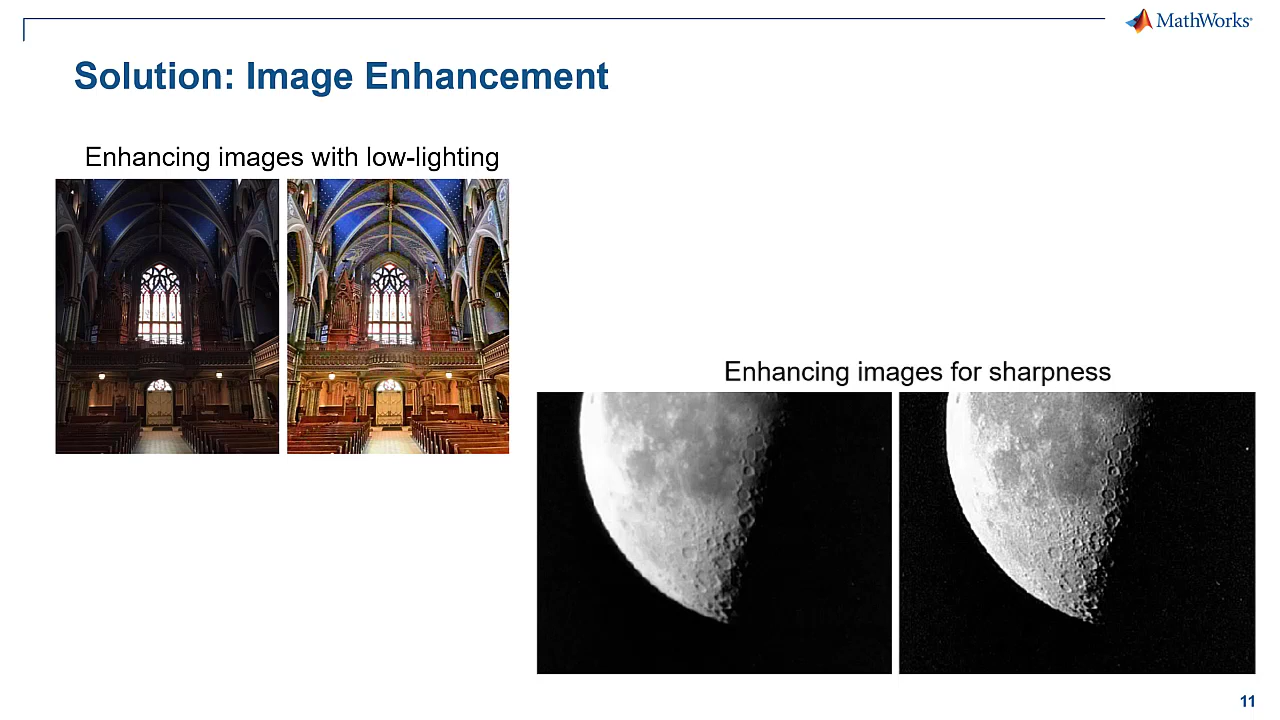 MathWorks®
Solution: Image Enhancement
Enhancing images with low-lighting
Enhancing images for sharpness
11